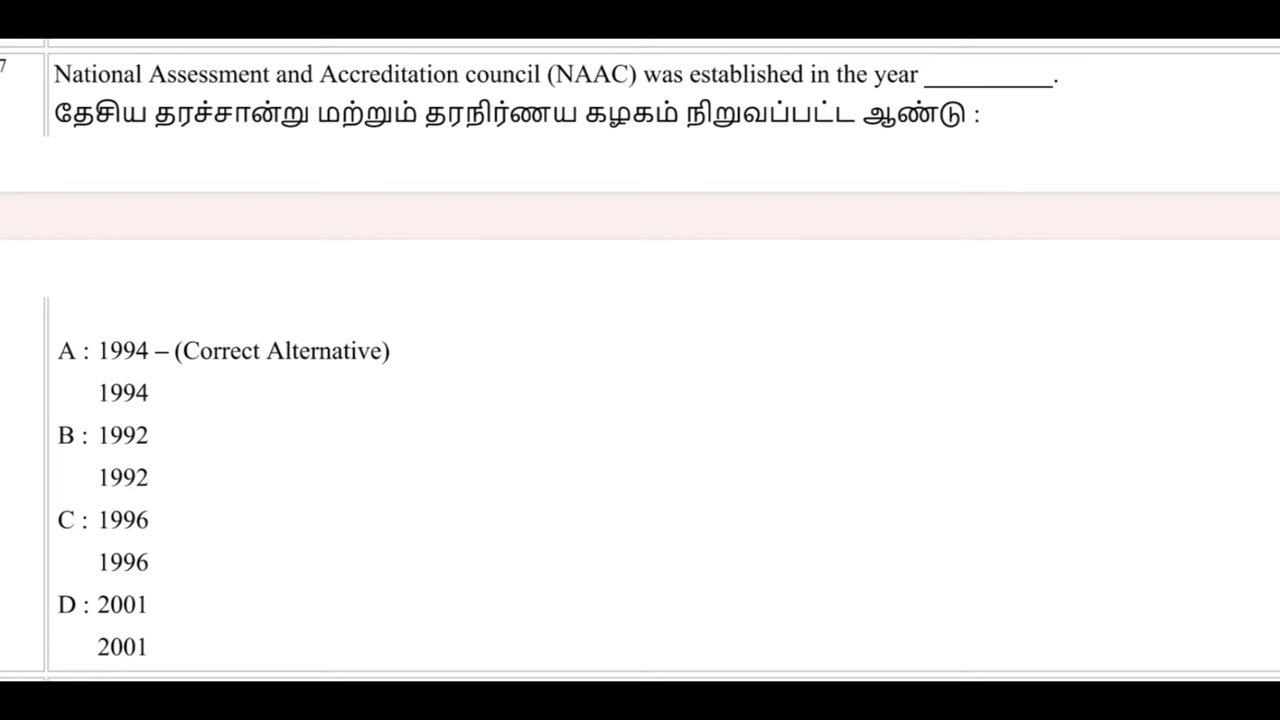 7
National Assessment and Accreditation council (NAAC) was established in the year __________.
தேசிய தரச்சான்று மற்றும் தரநிர்ணய கழகம் நிறுவப்பட்ட ஆண்டு :
A : 1994 – (Correct Alternative)
1994
B : 1992
1992
C : 1996
1996
D : 2001
2001